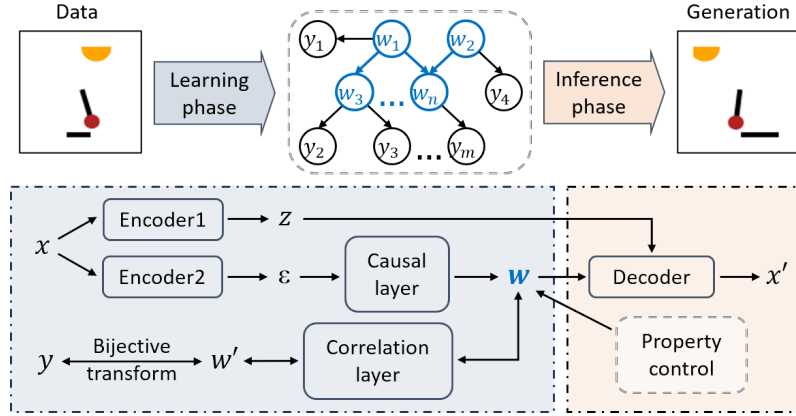 Data
Generation
Learning
phase
y₁
w₁
w₂
w₃
...
wₙ
y₄
y₂
y₃
...
yₘ
Inference
phase
x
Encoder1
z
Encoder2
ε
Causal
layer
w
Decoder
x′
y
Bijective
transform
w′
Correlation
layer
Property
control